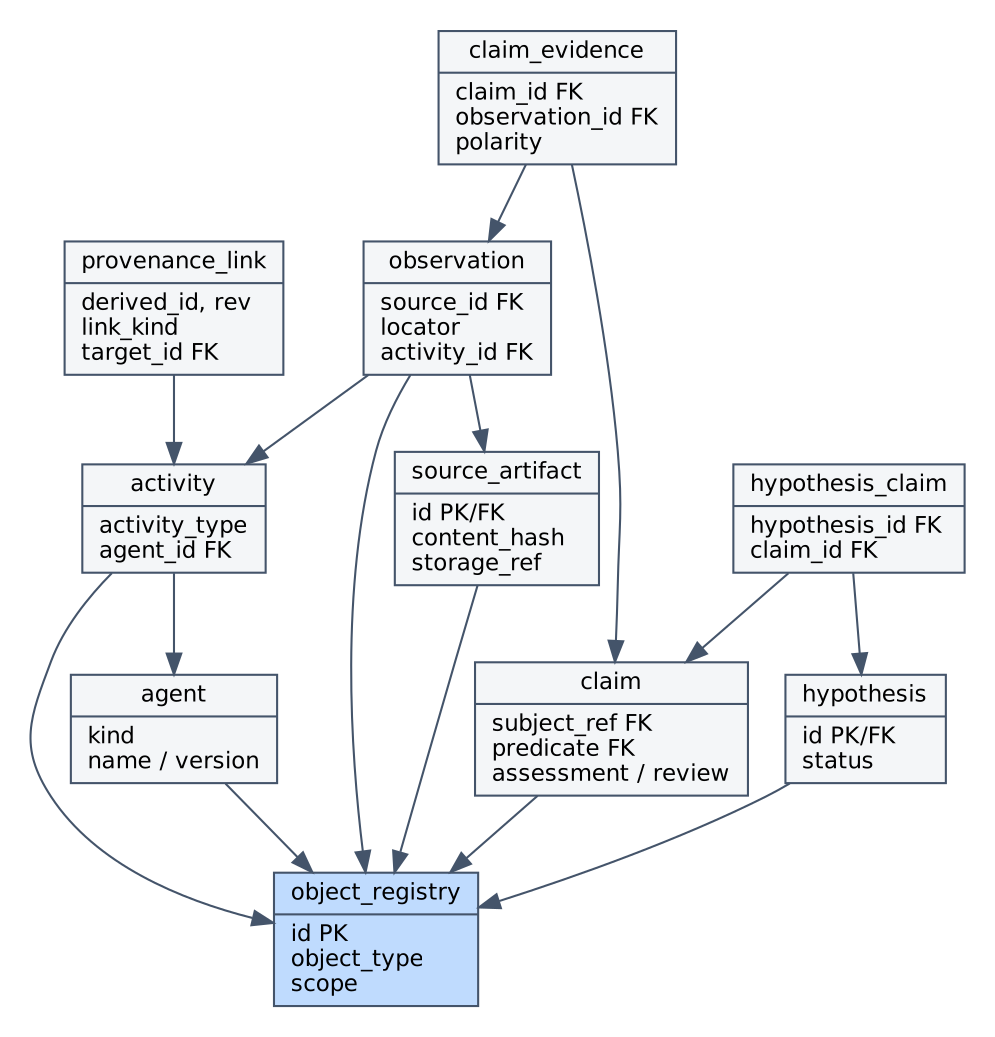 claim_evidence
claim_id FK
observation_id FK
polarity
provenance_link
derived_id, rev
link_kind
target_id FK
observation
source_id FK
locator
activity_id FK
activity
activity_type
agent_id FK
source_artifact
id PK/FK
content_hash
storage_ref
hypothesis_claim
hypothesis_id FK
claim_id FK
agent
kind
name / version
claim
subject_ref FK
predicate FK
assessment / review
hypothesis
id PK/FK
status
object_registry
id PK
object_type
scope